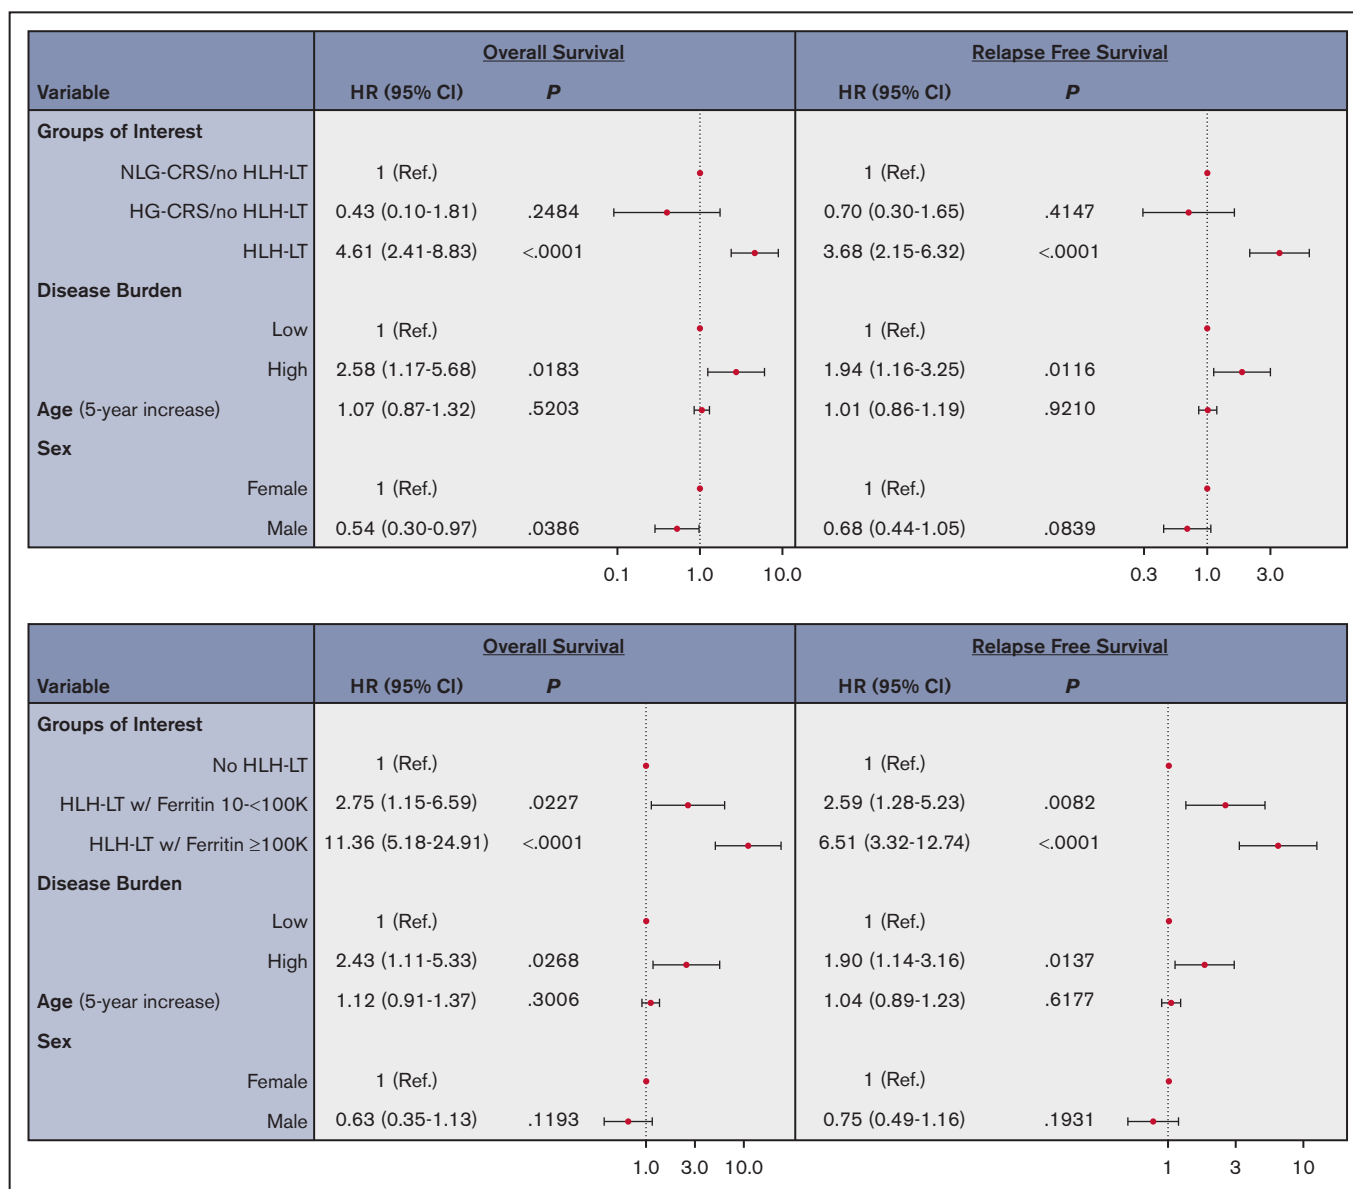 Overall Survival Relapse Free Survival
Variable HR (95% CI) P HR (95% CI) P
Groups of Interest
NLG-CRS/no HLH-LT 1 (Ref.) 1 (Ref.)
HG-CRS/no HLH-LT 0.43 (0.10-1.81) .2484 0.70 (0.30-1.65) .4147
HLH-LT 4.61 (2.41-8.83) <.0001 3.68 (2.15-6.32) <.0001
Disease Burden
Low 1 (Ref.) 1 (Ref.)
High 2.58 (1.17-5.68) .0183 1.94 (1.16-3.25) .0116
Age (5-year increase) 1.07 (0.87-1.32) .5203 1.01 (0.86-1.19) .9210
Sex
Female 1 (Ref.) 1 (Ref.)
Male 0.54 (0.30-0.97) .0386 0.68 (0.44-1.05) .0839
0.1 1.0 10.0 0.3 1.0 3.0
Overall Survival Relapse Free Survival
Variable HR (95% CI) P HR (95% CI) P
Groups of Interest
No HLH-LT 1 (Ref.) 1 (Ref.)
HLH-LT w/ Ferritin 10-<100K 2.75 (1.15-6.59) .0227 2.59 (1.28-5.23) .0082
HLH-LT w/ Ferritin ≥100K 11.36 (5.18-24.91) <.0001 6.51 (3.32-12.74) <.0001
Disease Burden
Low 1 (Ref.) 1 (Ref.)
High 2.43 (1.11-5.33) .0268 1.90 (1.14-3.16) .0137
Age (5-year increase) 1.12 (0.91-1.37) .3006 1.04 (0.89-1.23) .6177
Sex
Female 1 (Ref.) 1 (Ref.)
Male 0.63 (0.35-1.13) .1193 0.75 (0.49-1.16) .1931
1.0 3.0 10.0 1 3 10